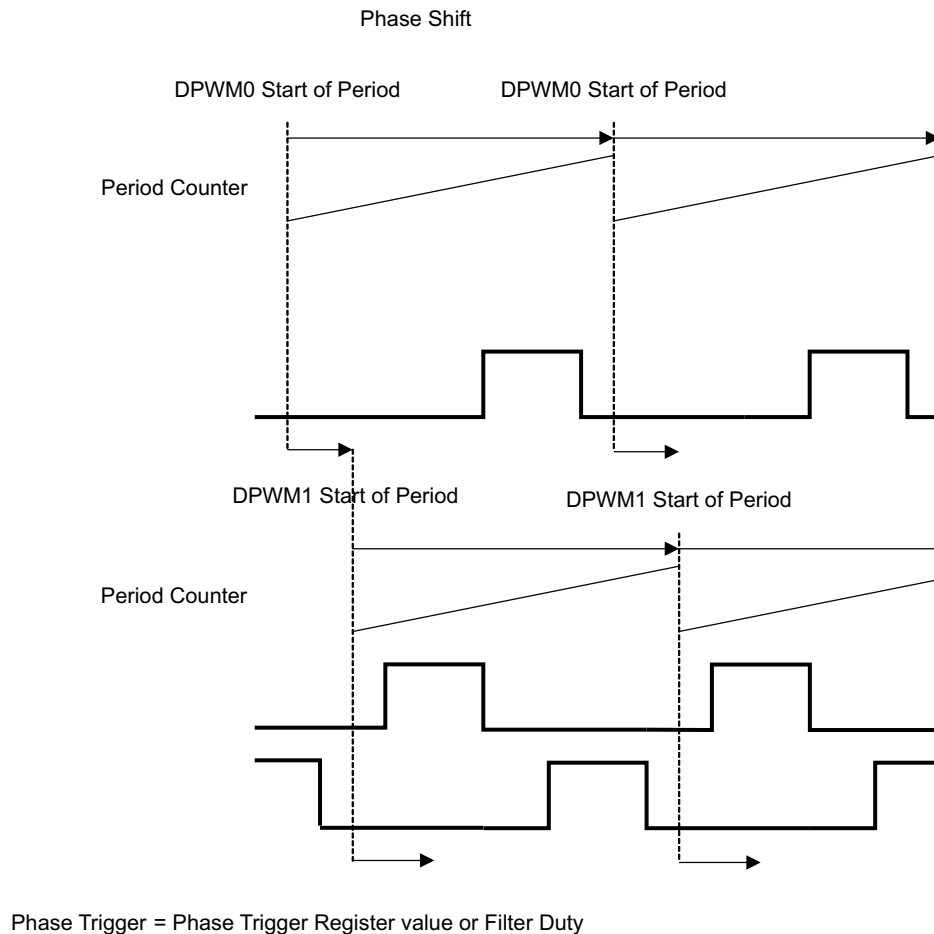 Phase Shift
DPWM0 Start of Period
DPWM0 Start of Period
Period Counter
DPWM1 Start of Period
DPWM1 Start of Period
Period Counter
Phase Trigger = Phase Trigger Register value or Filter Duty